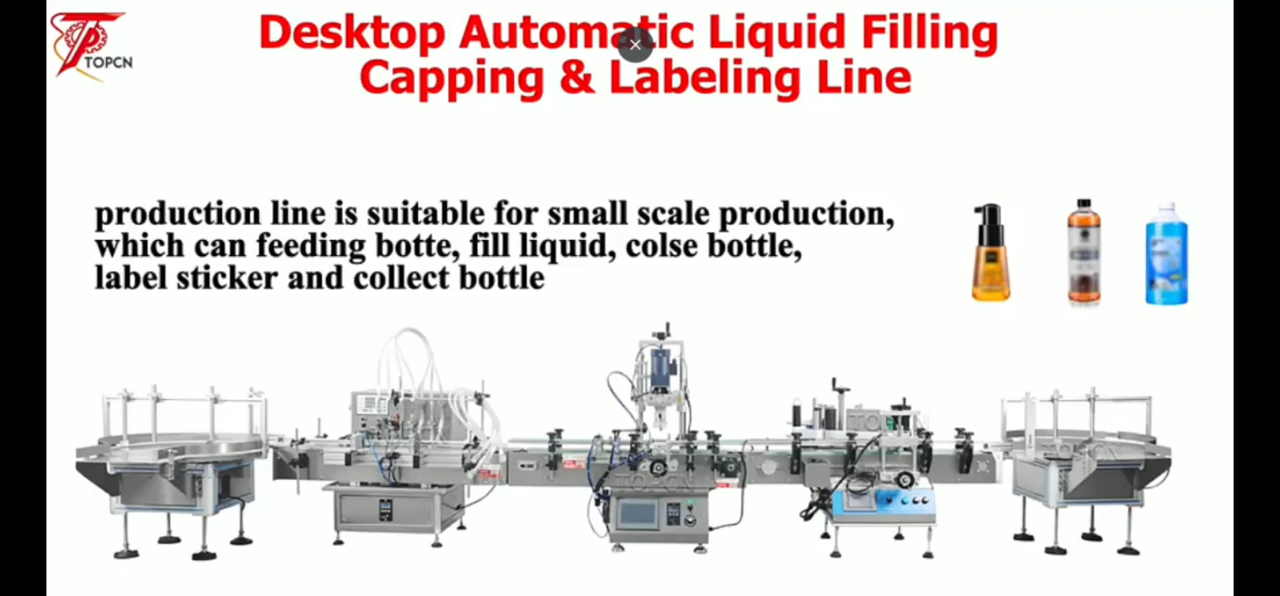 TOPCN
Desktop Automatic Liquid Filling
Capping & Labeling Line
production line is suitable for small scale production,
which can feeding botte, fill liquid, colse bottle,
label sticker and collect bottle
TOPCN